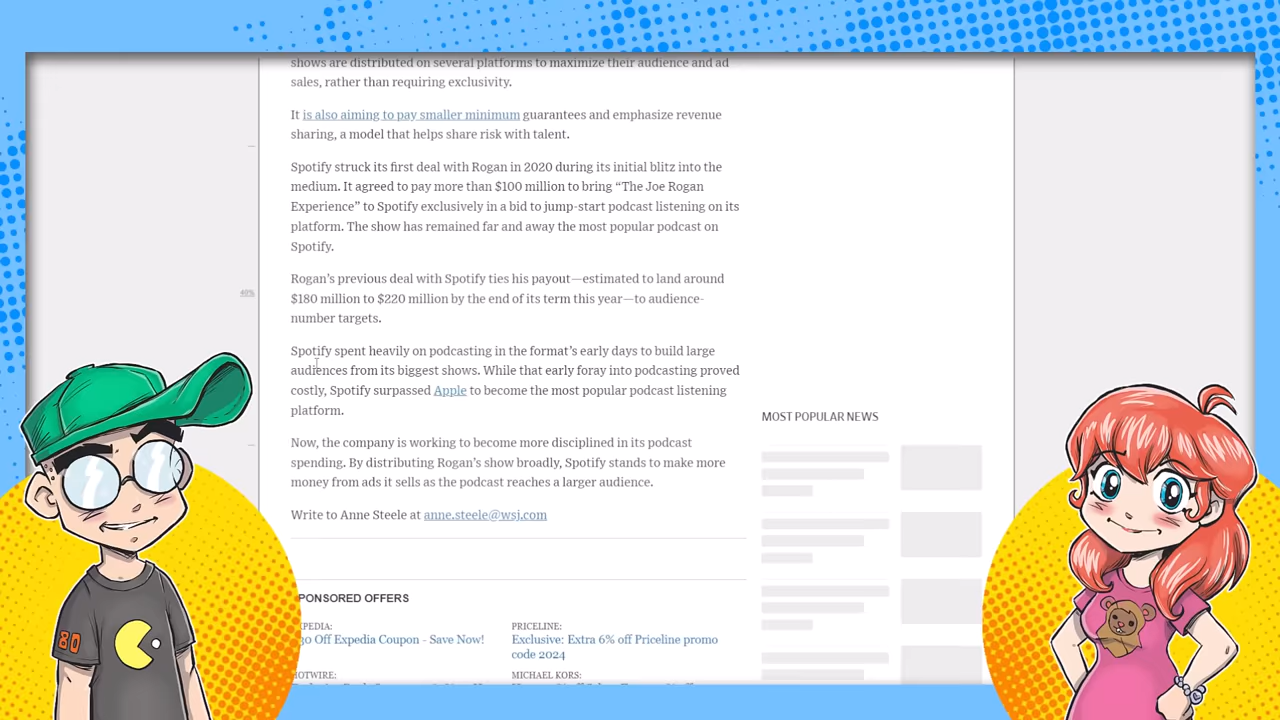 shows are distributed on several platforms to maximize their audience and ad
sales, rather than requiring exclusivity.
It is also aiming to pay smaller minimum guarantees and emphasize revenue
sharing, a model that helps share risk with talent.
Spotify struck its first deal with Rogan in 2020 during its initial blitz into the
medium. It agreed to pay more than $100 million to bring “The Joe Rogan
Experience” to Spotify exclusively in a bid to jump-start podcast listening on its
platform. The show has remained far and away the most popular podcast on
Spotify.
Rogan’s previous deal with Spotify ties his payout—estimated to land around
$180 million to $220 million by the end of its term this year—to audience-
number targets.
40%
Spotify spent heavily on podcasting in the format’s early days to build large
audiences from its biggest shows. While that early foray into podcasting proved
costly, Spotify surpassed Apple to become the most popular podcast listening
platform.
Now, the company is working to become more disciplined in its podcast
spending. By distributing Rogan’s show broadly, Spotify stands to make more
money from ads it sells as the podcast reaches a larger audience.
Write to Anne Steele at anne.steele@wsj.com
MOST POPULAR NEWS
PONSORED OFFERS
XPEDIA:
30 Off Expedia Coupon - Save Now!
PRICELINE:
Exclusive: Extra 6% off Priceline promo
code 2024
HOTWIRE:
MICHAEL KORS:
80